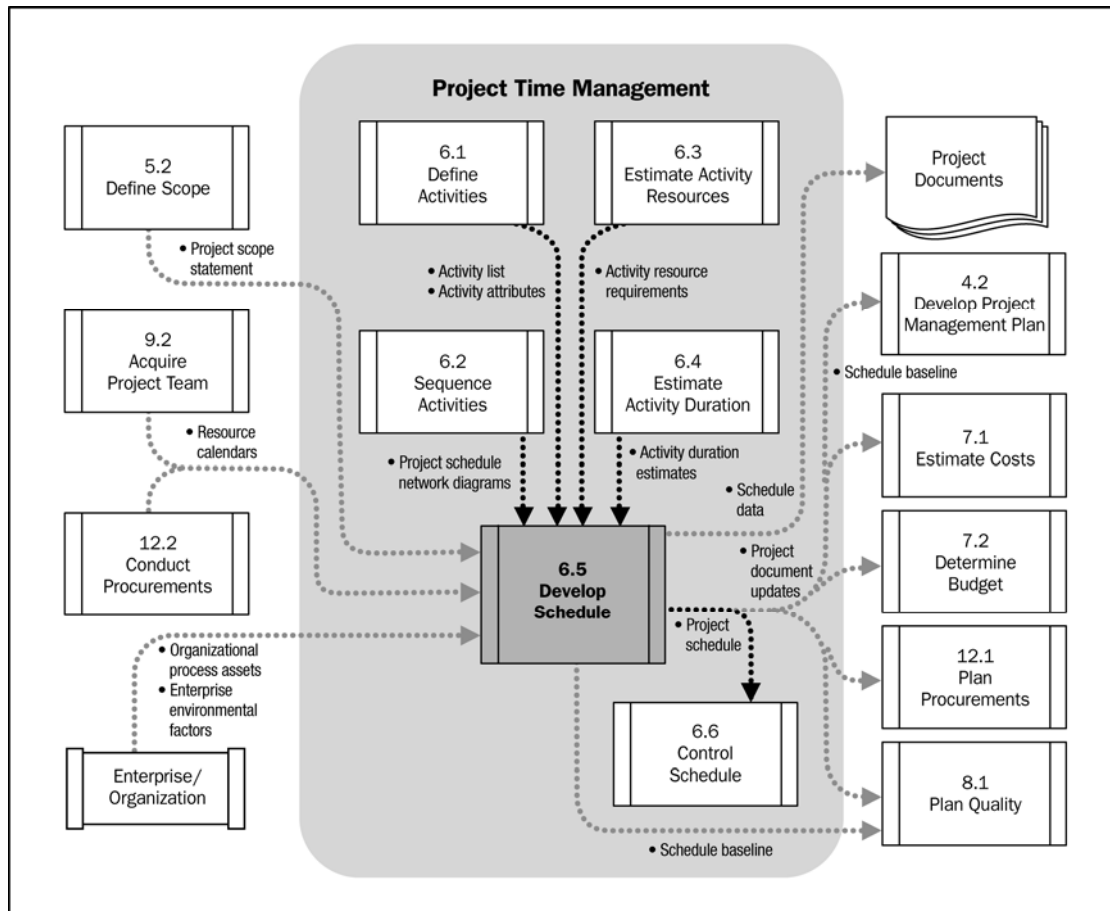 Project Time Management
5.2
Define Scope
• Project scope
statement
9.2
Acquire
Project Team
• Resource
calendars
12.2
Conduct
Procurements
• Organizational
process assets
• Enterprise
environmental
factors
Enterprise/
Organization
6.1
Define
Activities
6.3
Estimate Activity
Resources
• Activity list
• Activity attributes
• Activity resource
requirements
6.2
Sequence
Activities
6.4
Estimate
Activity Duration
• Project schedule
network diagrams
• Activity duration
estimates
6.5
Develop
Schedule
• Schedule
data
• Project
document
updates
• Project
schedule
6.6
Control
Schedule
• Schedule baseline
Project
Documents
4.2
Develop Project
Management Plan
• Schedule baseline
7.1
Estimate Costs
7.2
Determine
Budget
12.1
Plan
Procurements
8.1
Plan Quality